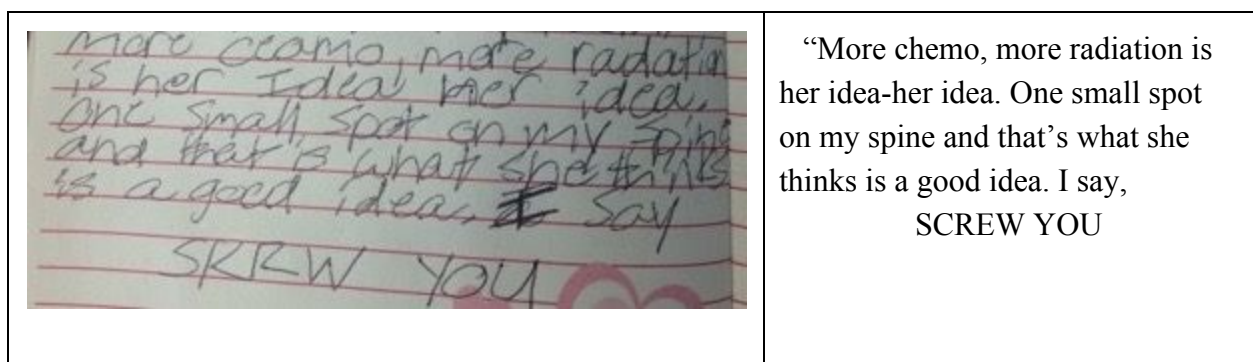 more ceamo, more radatin
is her Idea! her idea.
one small spot on my spine
and that is what she thinks
is a good idea. I say
SKRW YOU
“More chemo, more radiation is
her idea-her idea. One small spot
on my spine and that’s what she
thinks is a good idea. I say,
SCREW YOU